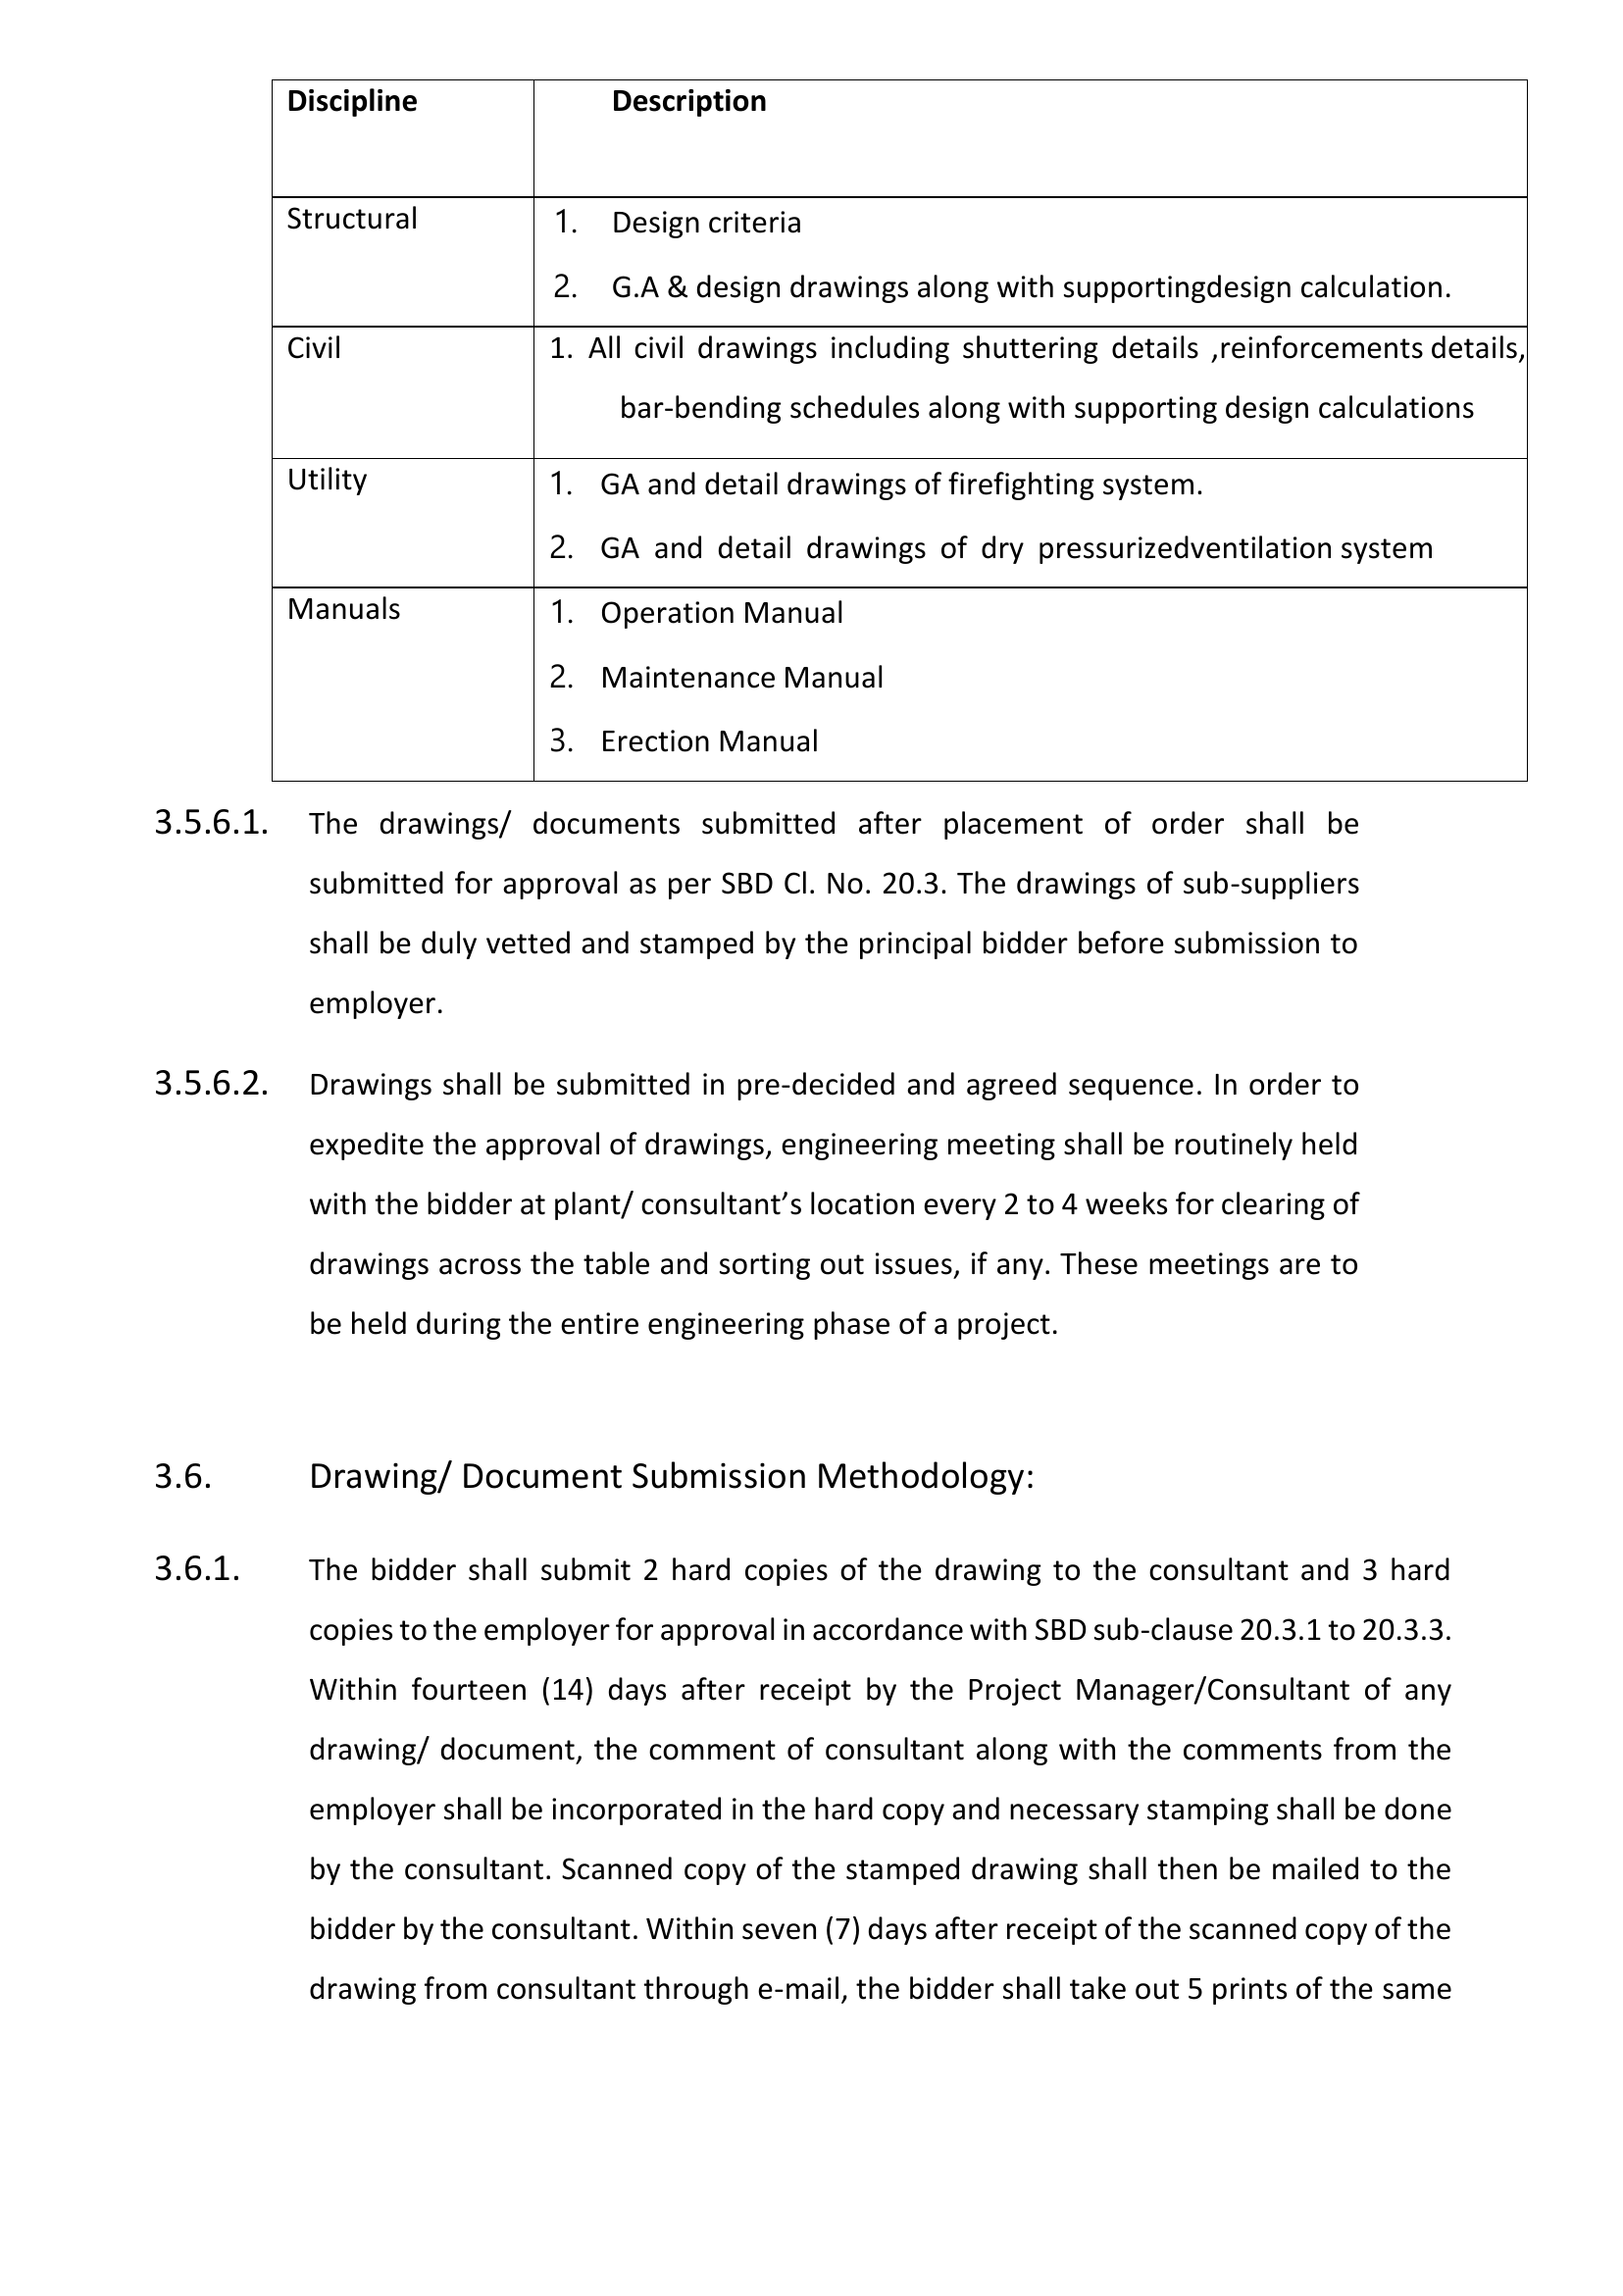 Discipline Description
Structural 1. Design criteria
2. G.A & design drawings along with supportingdesign calculation.
Civil 1. All civil drawings including shuttering details ,reinforcements details,
bar-bending schedules along with supporting design calculations
Utility 1. GA and detail drawings of firefighting system.
2. GA and detail drawings of dry pressurizedventilation system
Manuals 1. Operation Manual
2. Maintenance Manual
3. Erection Manual
3.5.6.1. The drawings/ documents submitted after placement of order shall be
submitted for approval as per SBD Cl. No. 20.3. The drawings of sub-suppliers
shall be duly vetted and stamped by the principal bidder before submission to
employer.
3.5.6.2. Drawings shall be submitted in pre-decided and agreed sequence. In order to
expedite the approval of drawings, engineering meeting shall be routinely held
with the bidder at plant/ consultant’s location every 2 to 4 weeks for clearing of
drawings across the table and sorting out issues, if any. These meetings are to
be held during the entire engineering phase of a project.
3.6. Drawing/ Document Submission Methodology:
3.6.1. The bidder shall submit 2 hard copies of the drawing to the consultant and 3 hard
copies to the employer for approval in accordance with SBD sub-clause 20.3.1 to 20.3.3.
Within fourteen (14) days after receipt by the Project Manager/Consultant of any
drawing/ document, the comment of consultant along with the comments from the
employer shall be incorporated in the hard copy and necessary stamping shall be done
by the consultant. Scanned copy of the stamped drawing shall then be mailed to the
bidder by the consultant. Within seven (7) days after receipt of the scanned copy of the
drawing from consultant through e-mail, the bidder shall take out 5 prints of the same